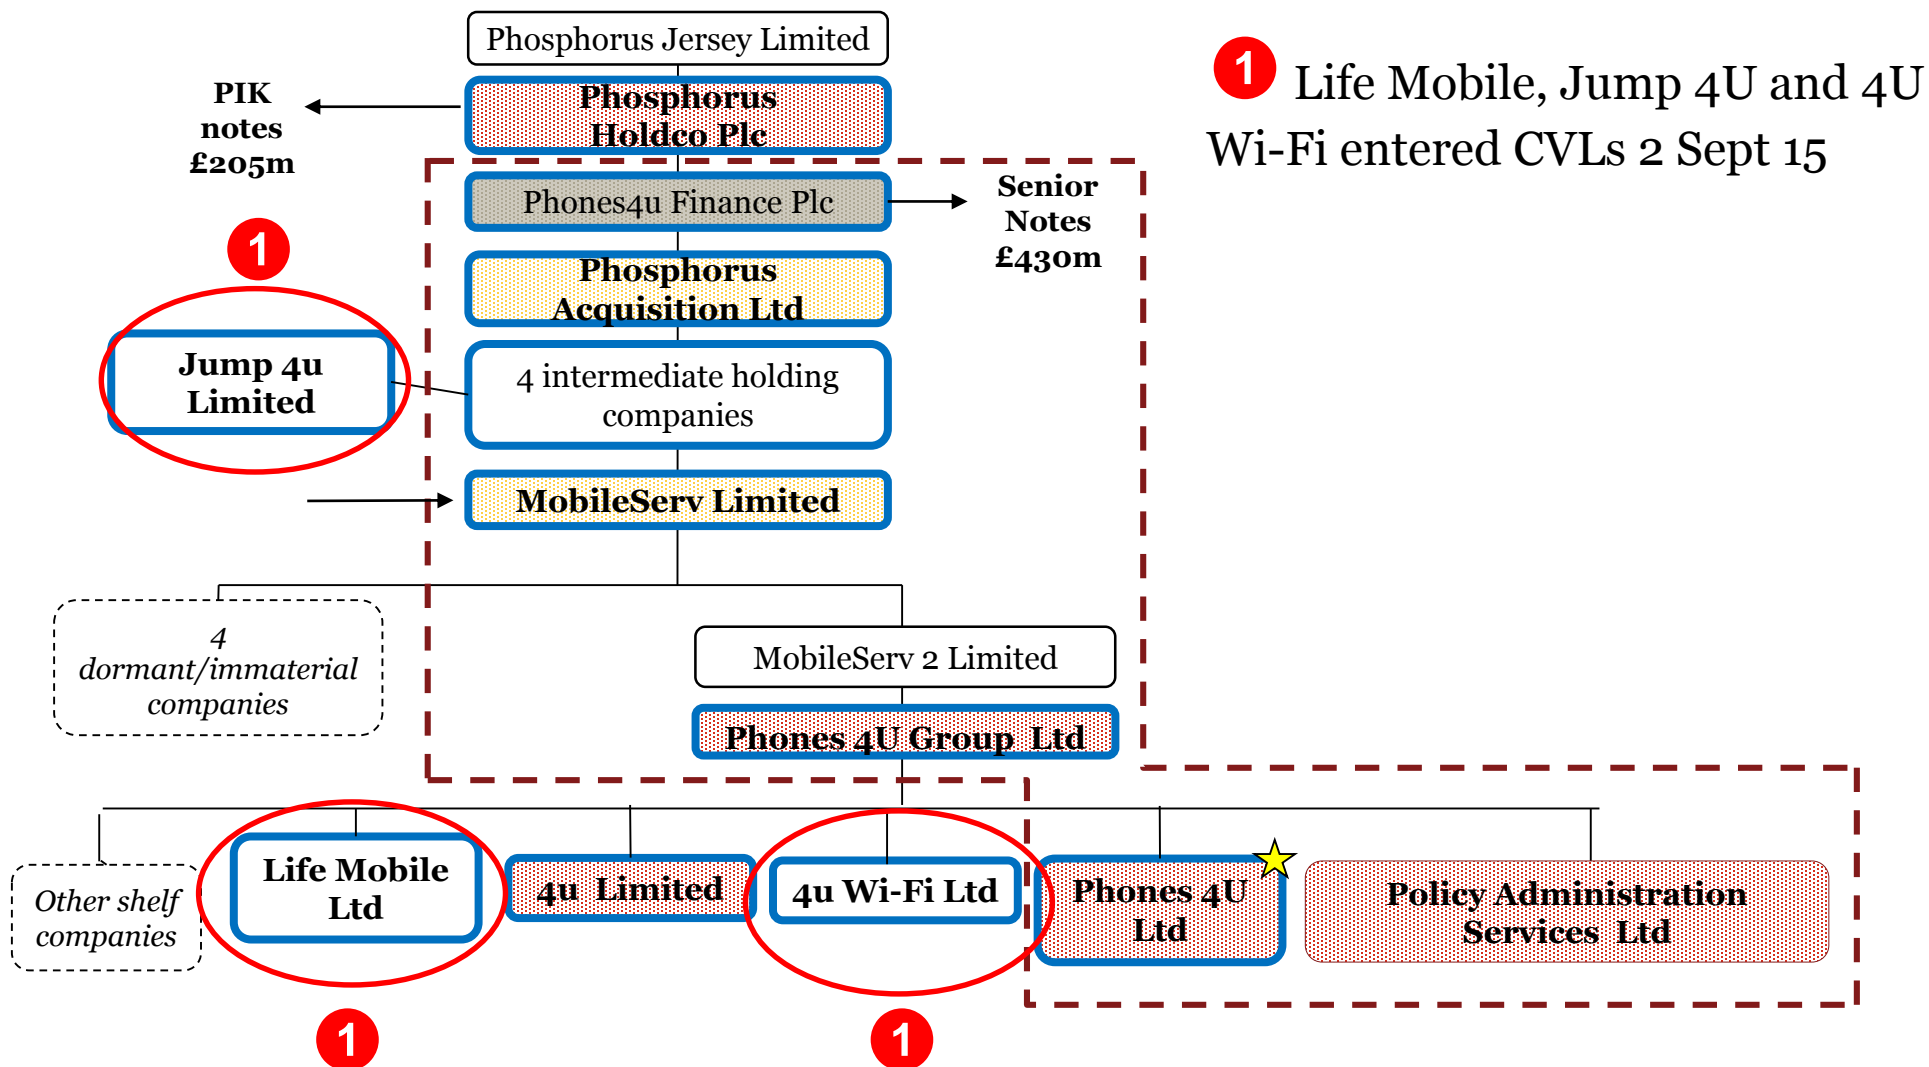 Phosphorus Jersey Limited
1 Life Mobile, Jump 4U and 4U
Wi-Fi entered CVLs 2 Sept 15
PIK
notes
£205m
Phosphorus
Holdco Plc
Phones4u Finance Plc
Senior
Notes
£430m
1
Phosphorus
Acquisition Ltd
Jump 4u
Limited
4 intermediate holding
companies
MobileServ Limited
4
dormant/immaterial
companies
MobileServ 2 Limited
Phones 4U Group Ltd
Other shelf
companies
Life Mobile
Ltd
4u Limited
4u Wi-Fi Ltd
Phones 4U
Ltd
Policy Administration
Services Ltd
1
1